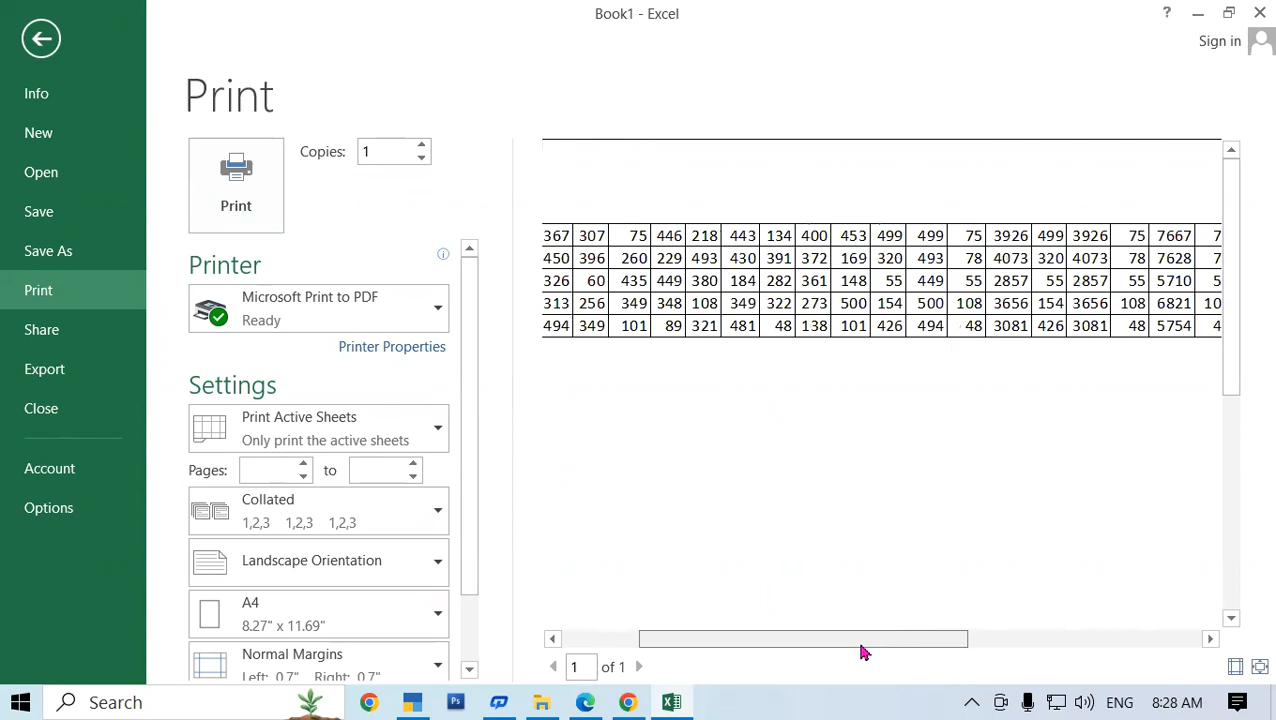 Book1 - Excel
?
Sign in
Info
New
Open
Save
Save As
Print
Share
Export
Close
Account
Options
Print
Print
Copies: 1
Printer
Microsoft Print to PDF
Ready
Printer Properties
Settings
Print Active Sheets
Only print the active sheets
Pages: to
Collated
1,2,3 1,2,3 1,2,3
Landscape Orientation
A4
8.27" x 11.69"
Normal Margins
Left: 0.7" Right: 0.7"
367 307 75 446 218 443 134 400 453 499 499 75 3926 499 3926 75 7667 7
450 396 260 229 493 430 391 372 169 320 493 78 4073 320 4073 78 7628 7
326 60 435 449 380 184 282 361 148 55 449 55 2857 55 2857 55 5710 5
313 256 349 348 108 349 322 273 500 154 500 108 3656 154 3656 108 6821 10
494 349 101 89 321 481 48 138 101 426 494 48 3081 426 3081 48 5754 4
1 of 1
Search
ENG
8:28 AM